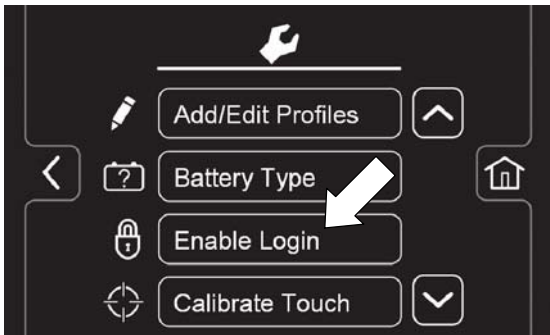 Add/Edit Profiles
Battery Type
Enable Login
Calibrate Touch